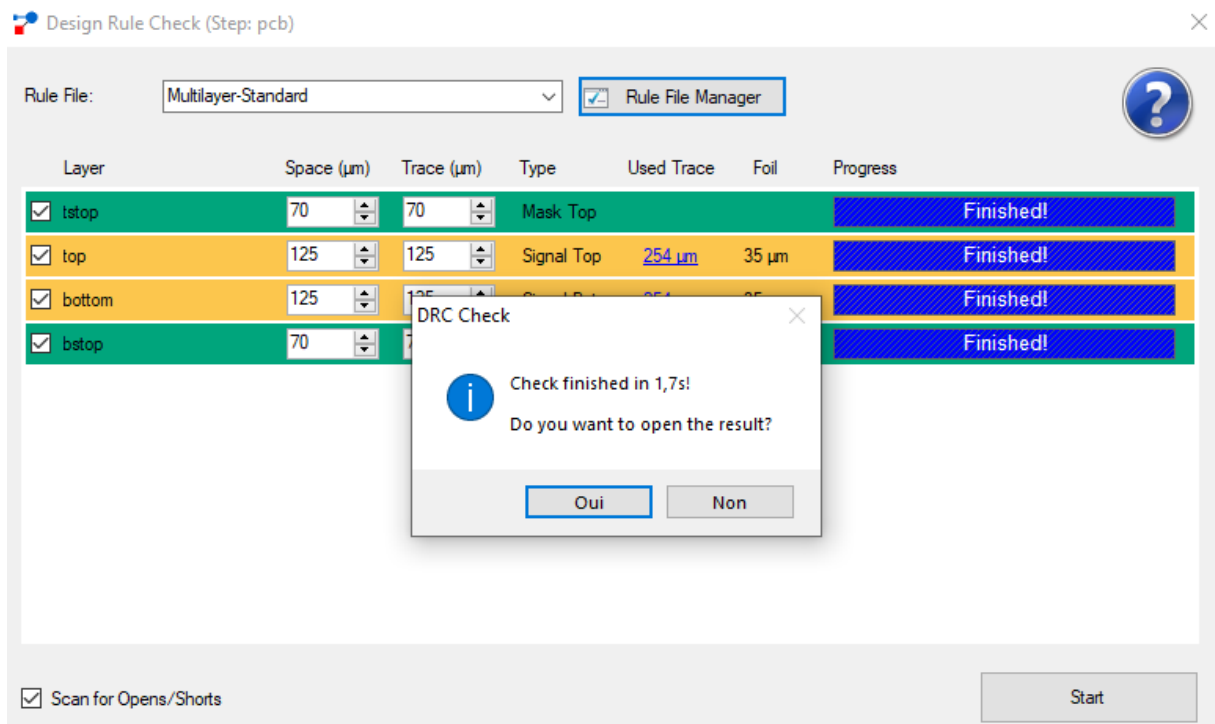 Design Rule Check (Step: pcb)
Rule File: Multilayer-Standard Rule File Manager
Layer Space (µm) Trace (µm) Type Used Trace Foil Progress
tstop 70 70 Mask Top Finished!
top 125 125 Signal Top 254 µm 35 µm Finished!
bottom 125 Finished!
bstop 70 Finished!
DRC Check
Check finished in 1,7s!
Do you want to open the result?
Oui Non
Scan for Opens/Shorts Start